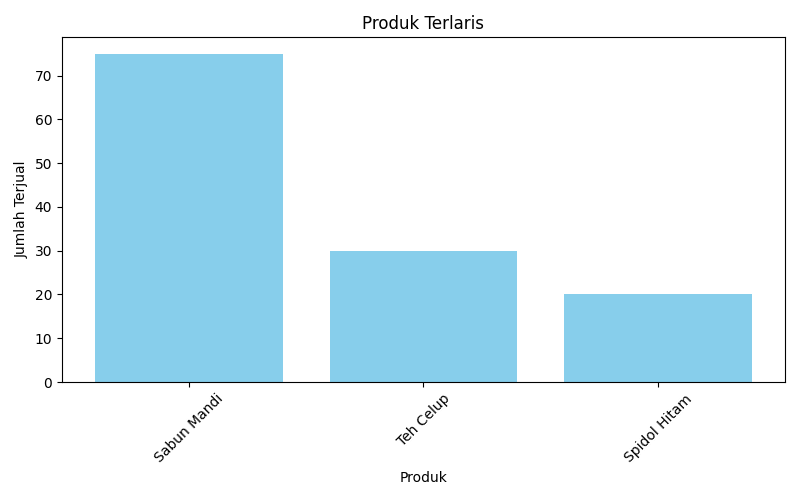 Produk Terlaris
Jumlah Terjual
70
60
50
40
30
20
10
0
Sabun Mandi
Teh Celup
Spidol Hitam
Produk